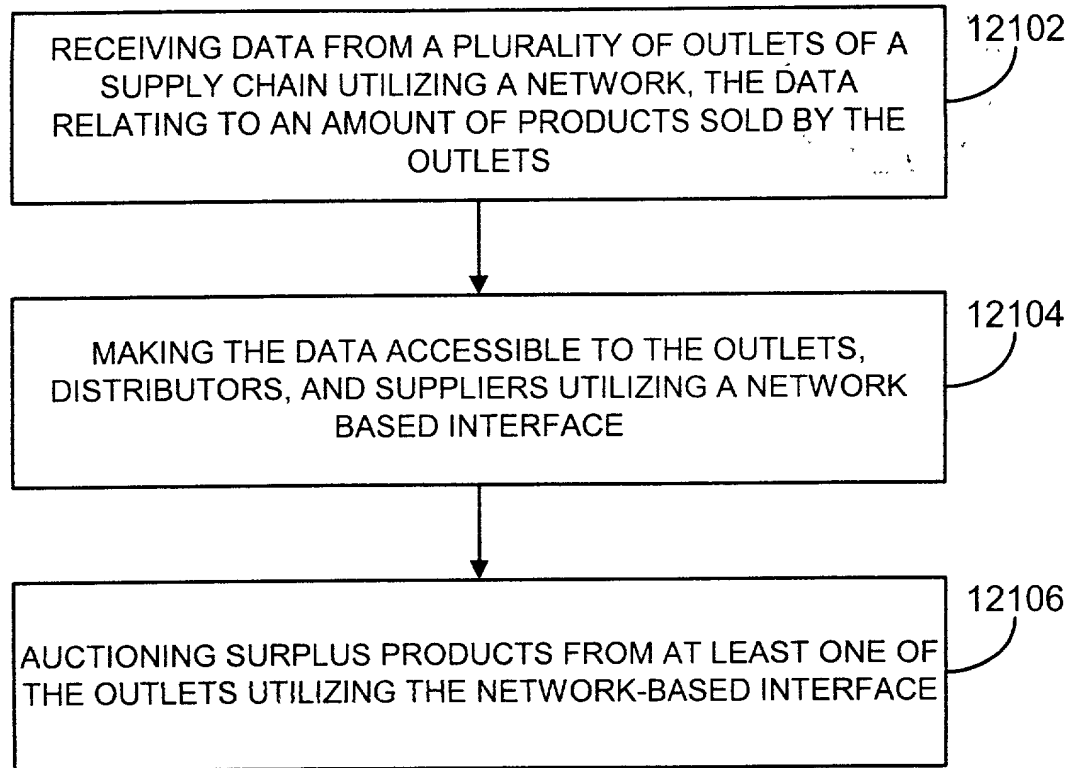 12102
RECEIVING DATA FROM A PLURALITY OF OUTLETS OF A
SUPPLY CHAIN UTILIZING A NETWORK, THE DATA
RELATING TO AN AMOUNT OF PRODUCTS SOLD BY THE
OUTLETS
12104
MAKING THE DATA ACCESSIBLE TO THE OUTLETS,
DISTRIBUTORS, AND SUPPLIERS UTILIZING A NETWORK
BASED INTERFACE
12106
AUCTIONING SURPLUS PRODUCTS FROM AT LEAST ONE OF
THE OUTLETS UTILIZING THE NETWORK-BASED INTERFACE